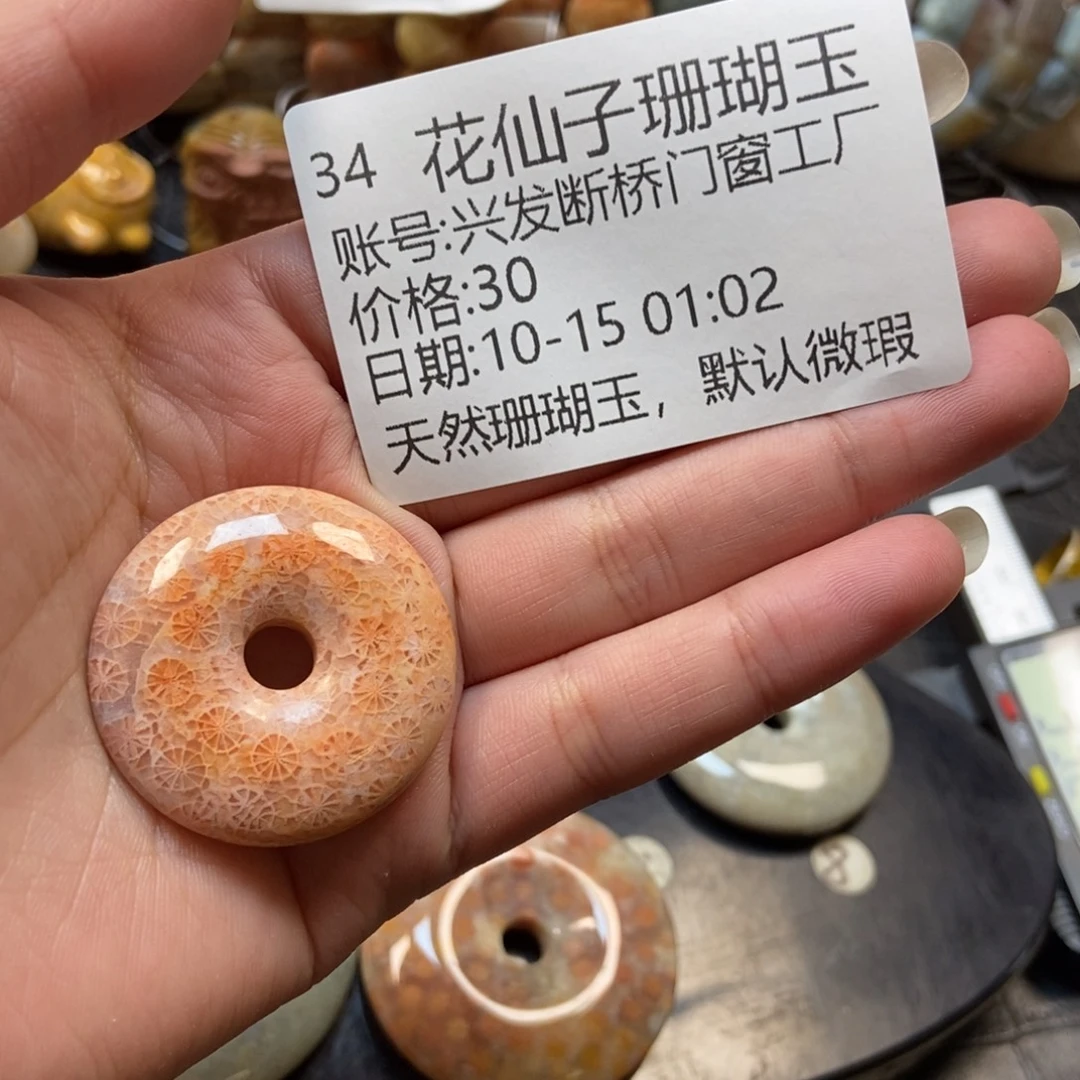 34 花仙子珊瑚玉
账号:兴发断桥门窗工厂
价格:30
日期:10-15 01:02
天然珊瑚玉，默认微瑕